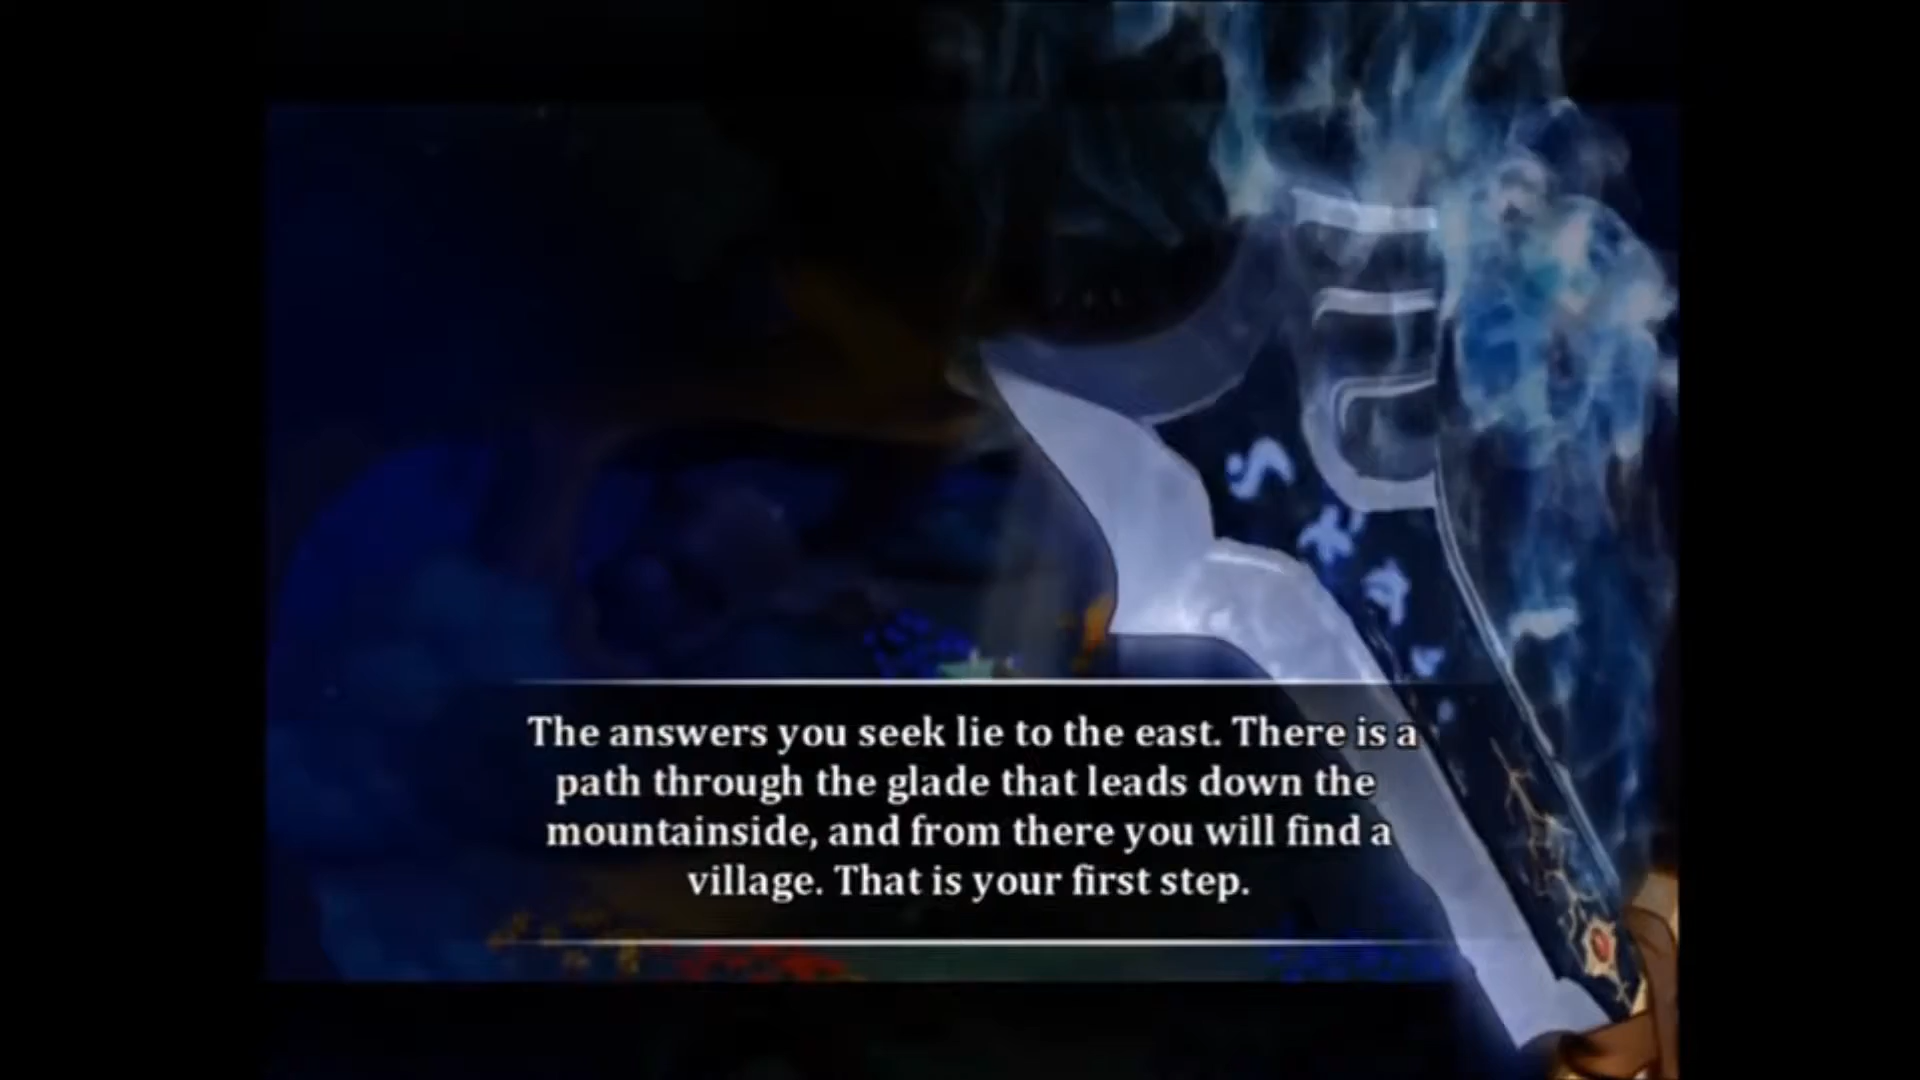 The answers you seek lie to the east. There is a
path through the glade that leads down the
mountainside, and from there you will find a
village. That is your first step.